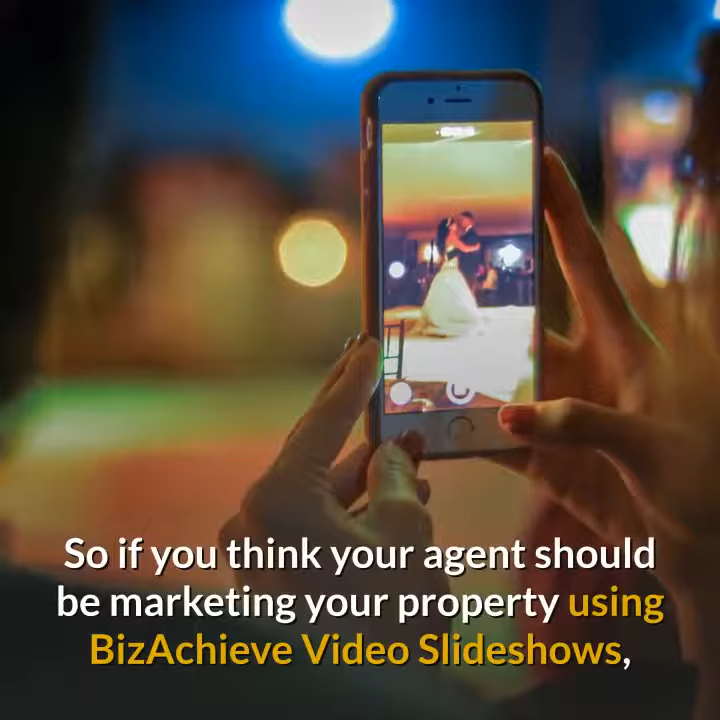 So if you think your agent should
be marketing your property using
BizAchieve Video Slideshows,